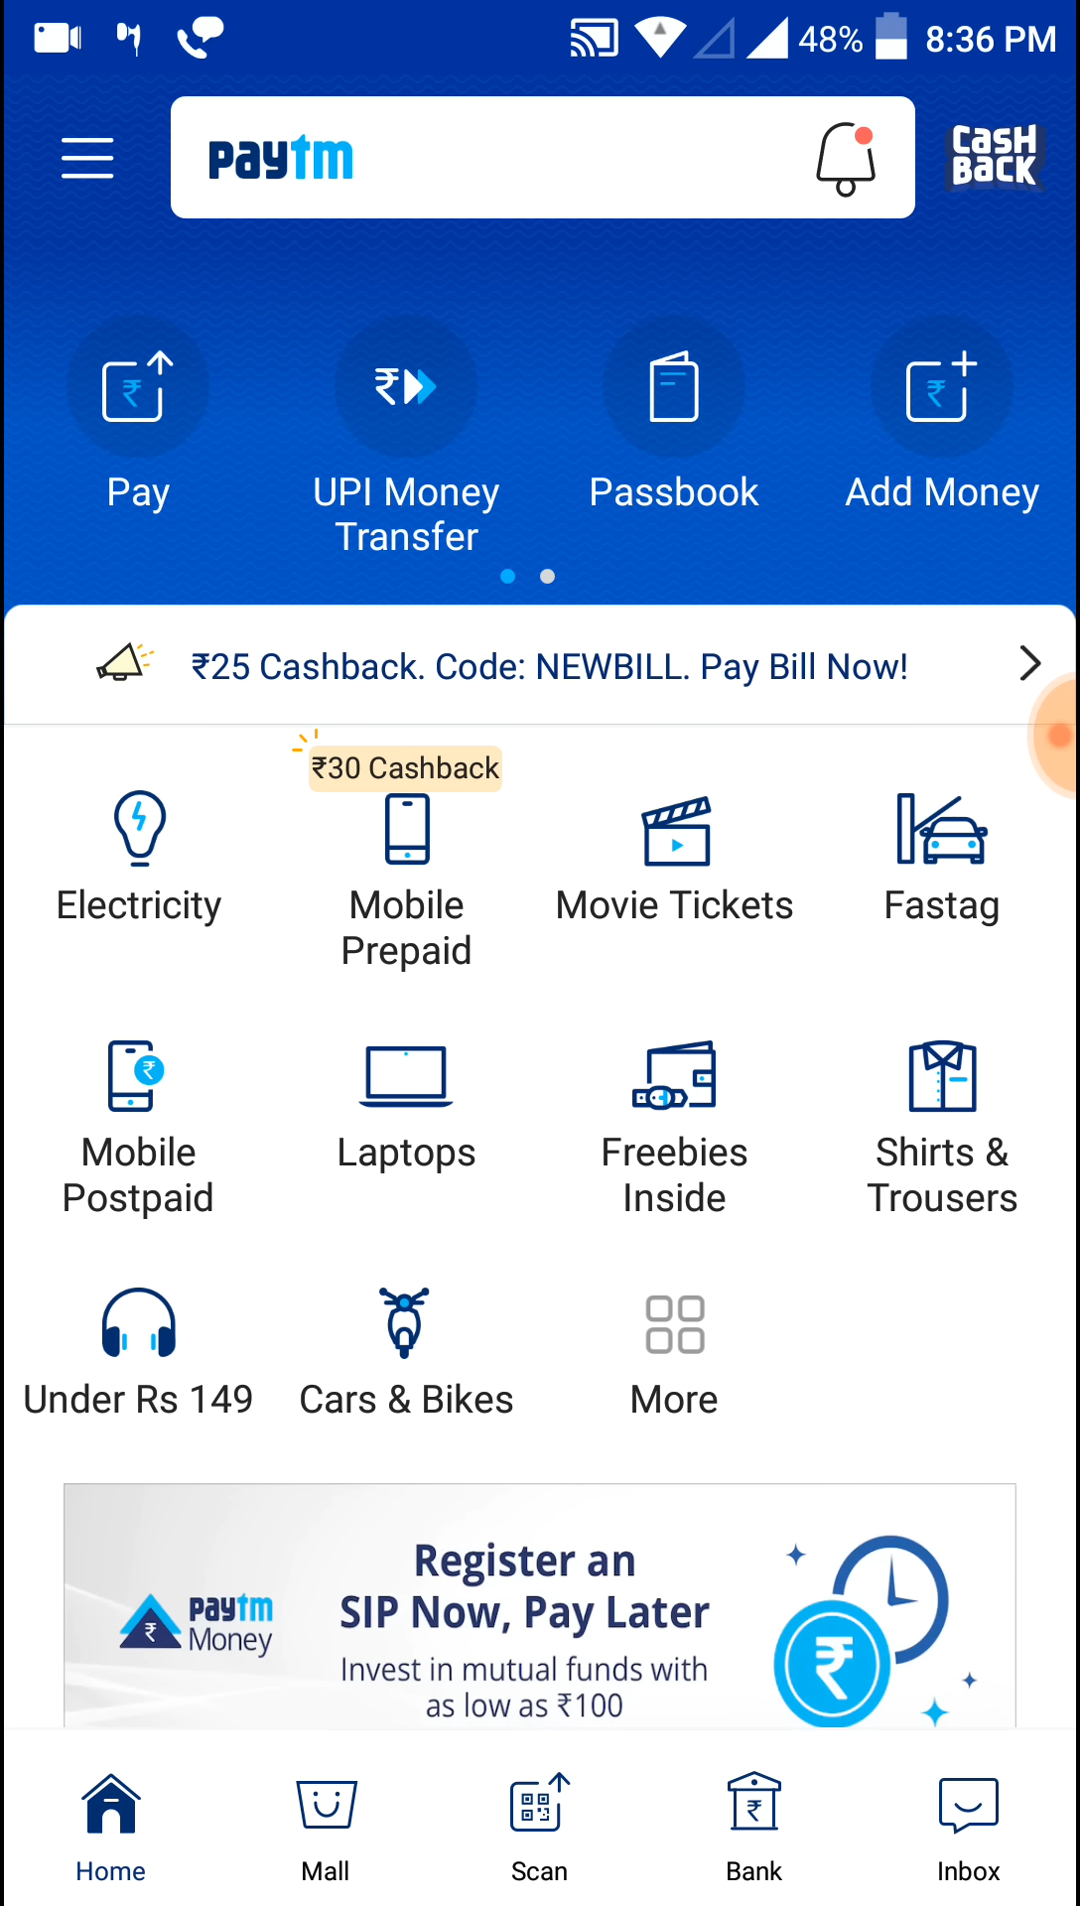 48% 8:36 PM
paytm
CASH
BACK
Pay
UPI Money
Transfer
Passbook
Add Money
₹25 Cashback. Code: NEWBILL. Pay Bill Now!
₹30 Cashback
Electricity
Mobile
Prepaid
Movie Tickets
Fastag
Mobile
Postpaid
Laptops
Freebies
Inside
Shirts &
Trousers
Under Rs 149
Cars & Bikes
More
paytm
Money
Register an
SIP Now, Pay Later
Invest in mutual funds with
as low as ₹100
Home
Mall
Scan
Bank
Inbox